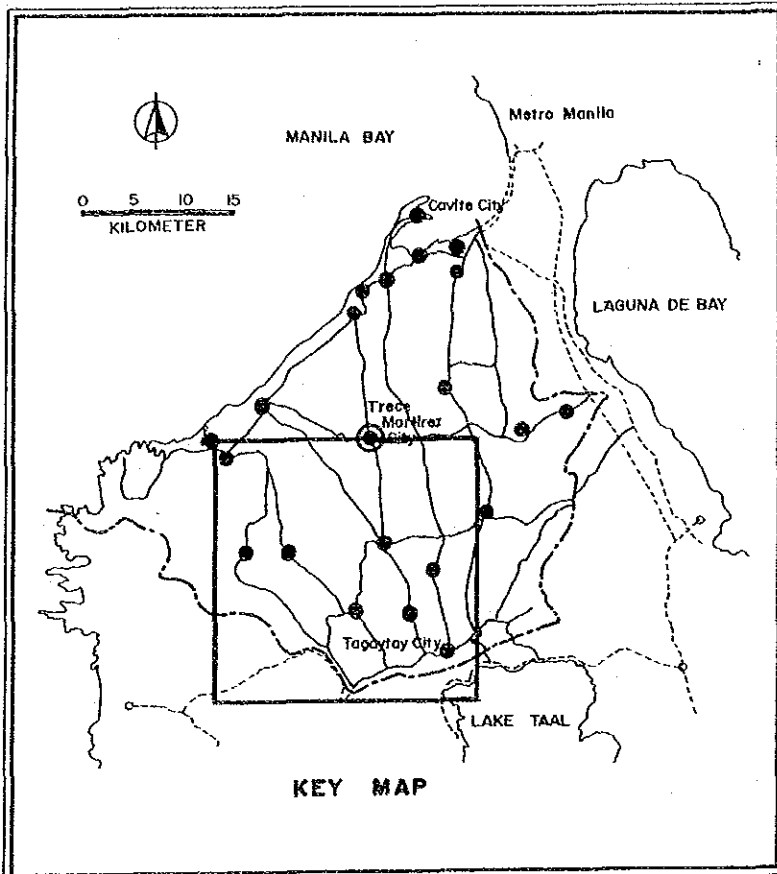 Metro Manila
MANILA BAY
0 5 10 15
KILOMETER
Cavite City
LAGUNA DE BAY
Trece
Martirez
City
Tagaytay City
LAKE TAAL
KEY MAP